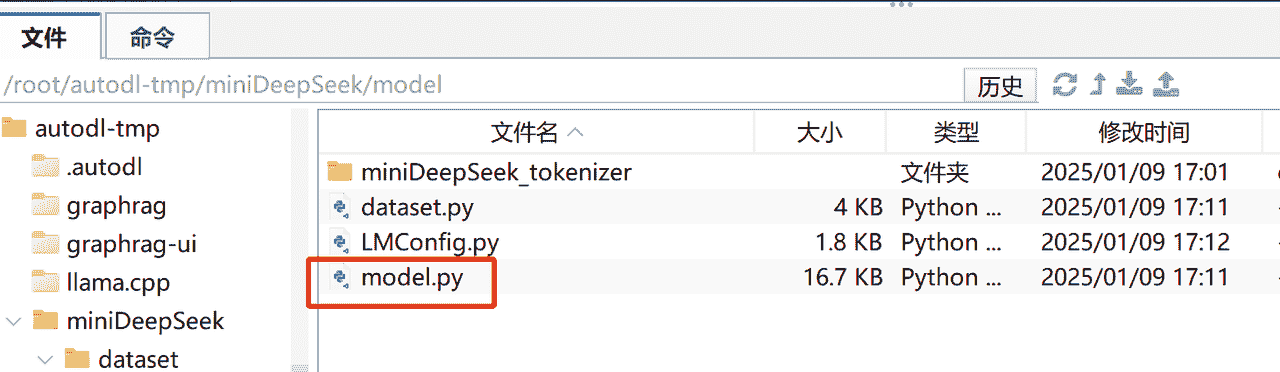 文件 命令
/root/autodl-tmp/miniDeepSeek/model 历史
autodl-tmp
.autodl
graphrag
graphrag-ui
llama.cpp
miniDeepSeek
dataset
文件名 大小 类型 修改时间
miniDeepSeek_tokenizer 文件夹 2025/01/09 17:01
dataset.py 4 KB Python ... 2025/01/09 17:11
LMConfig.py 1.8 KB Python ... 2025/01/09 17:12
model.py 16.7 KB Python ... 2025/01/09 17:11